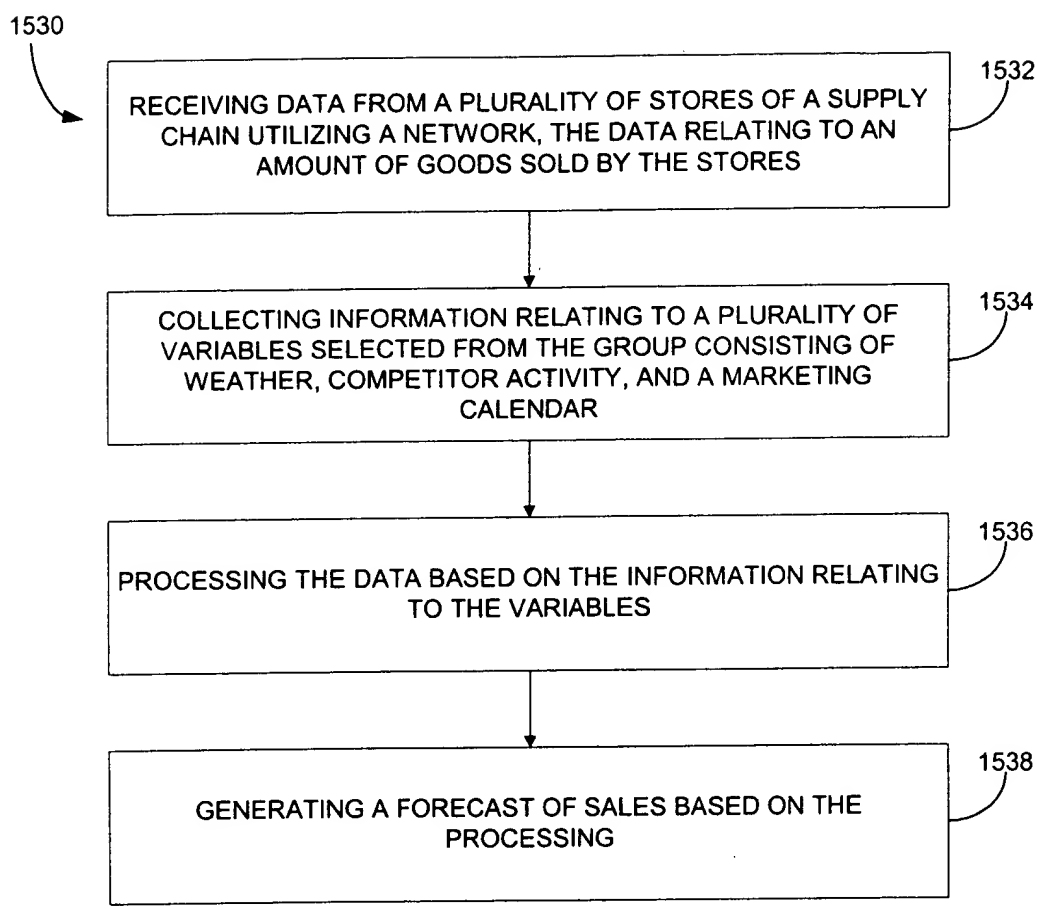 1530
1532
RECEIVING DATA FROM A PLURALITY OF STORES OF A SUPPLY
CHAIN UTILIZING A NETWORK, THE DATA RELATING TO AN
AMOUNT OF GOODS SOLD BY THE STORES
1534
COLLECTING INFORMATION RELATING TO A PLURALITY OF
VARIABLES SELECTED FROM THE GROUP CONSISTING OF
WEATHER, COMPETITOR ACTIVITY, AND A MARKETING
CALENDAR
1536
PROCESSING THE DATA BASED ON THE INFORMATION RELATING
TO THE VARIABLES
1538
GENERATING A FORECAST OF SALES BASED ON THE
PROCESSING